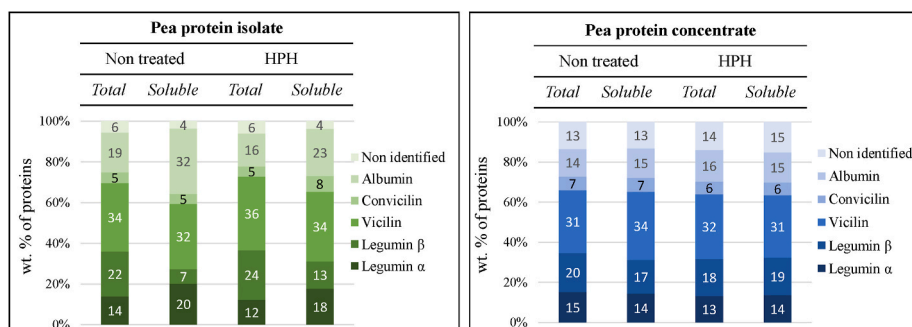 Pea protein isolate
Non treated HPH
Total Soluble Total Soluble
wt. % of proteins
100%
80%
60%
40%
20%
0%
6 4 6 4
19 32 16 23
5 5 5 8
34 32 36 34
22 7 24 13
14 20 12 18
Non identified
Albumin
Convicilin
Vicilin
Legumin β
Legumin α
Pea protein concentrate
Non treated HPH
Total Soluble Total Soluble
wt. % of proteins
100%
80%
60%
40%
20%
0%
13 13 14 15
14 15 16 15
7 7 6 6
31 34 32 31
20 17 18 19
15 14 13 14
Non identified
Albumin
Convicilin
Vicilin
Legumin β
Legumin α